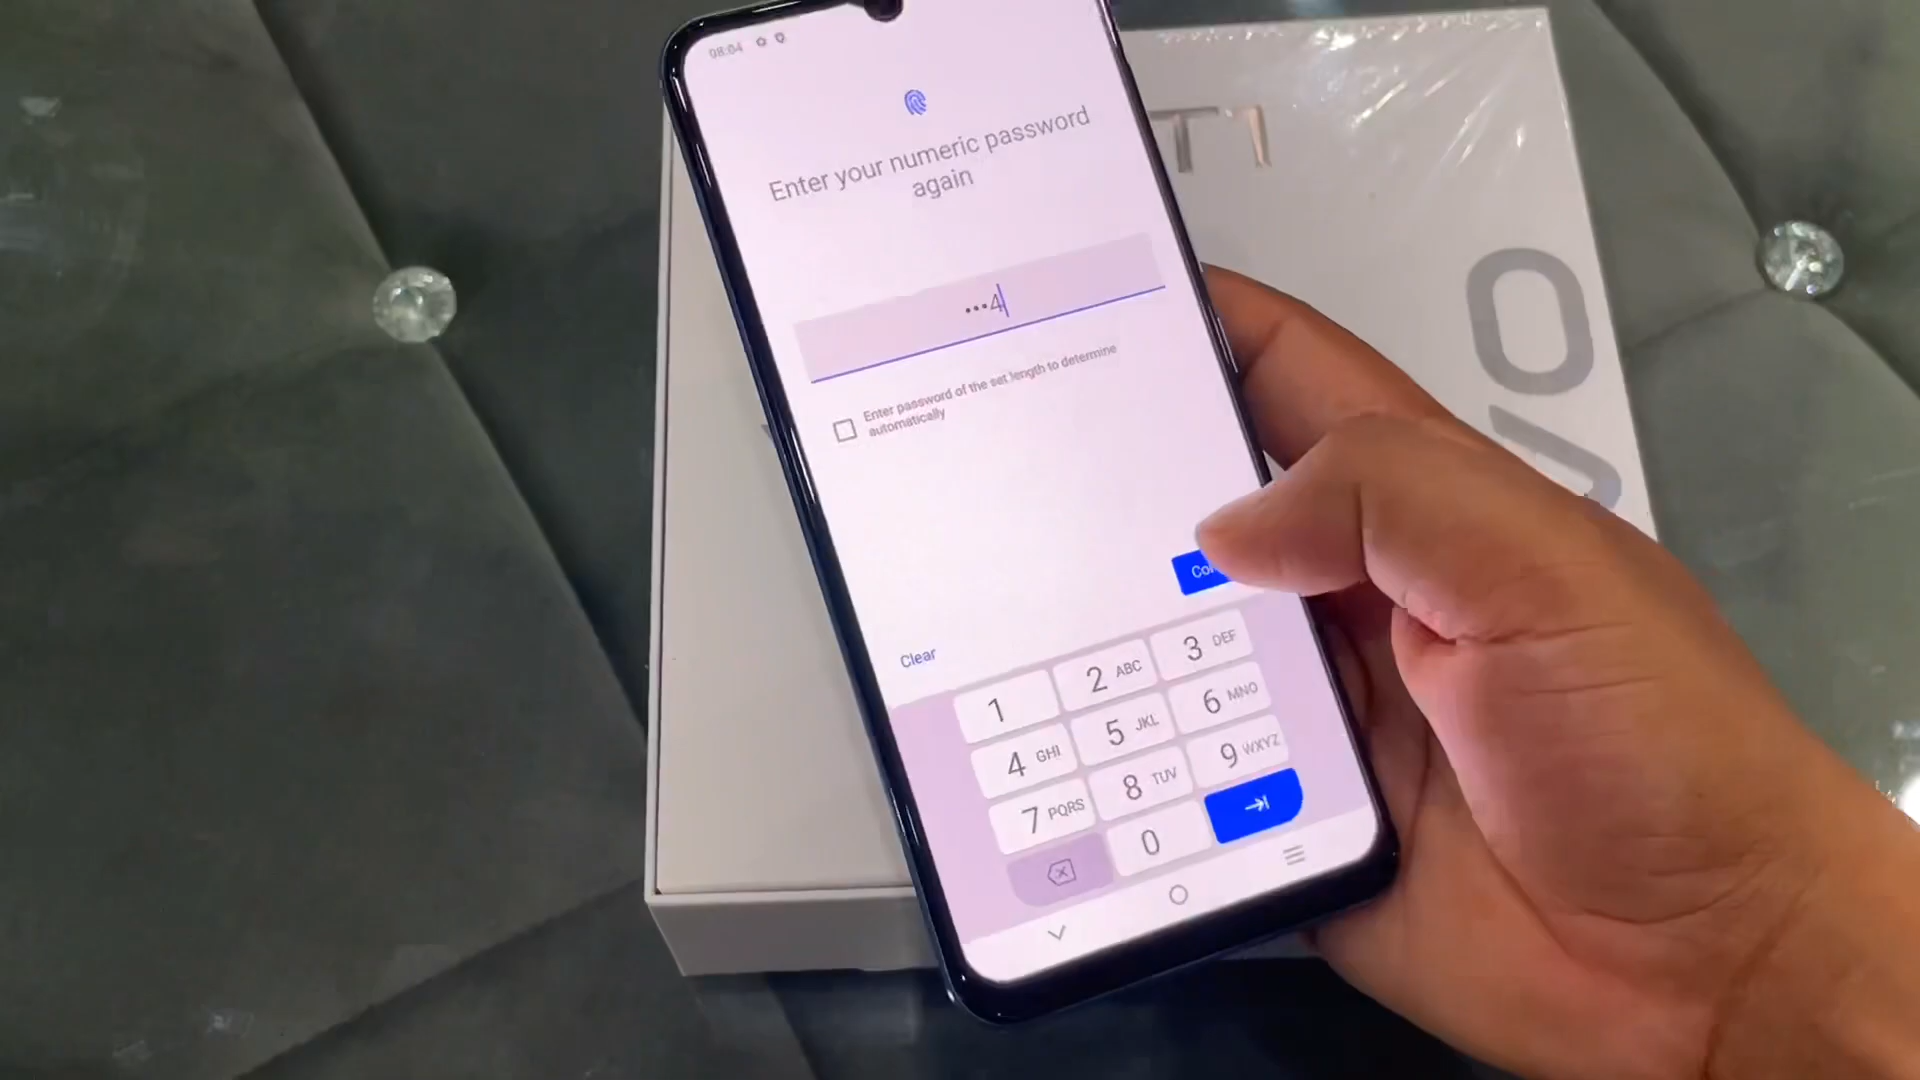 08:04
Enter your numeric password
again
•••4
Enter password of the set length to determine
automatically
Clear
1
2 ABC
3 DEF
4 GHI
5 JKL
6 MNO
7 PQRS
8 TUV
9 WXYZ
0
T1